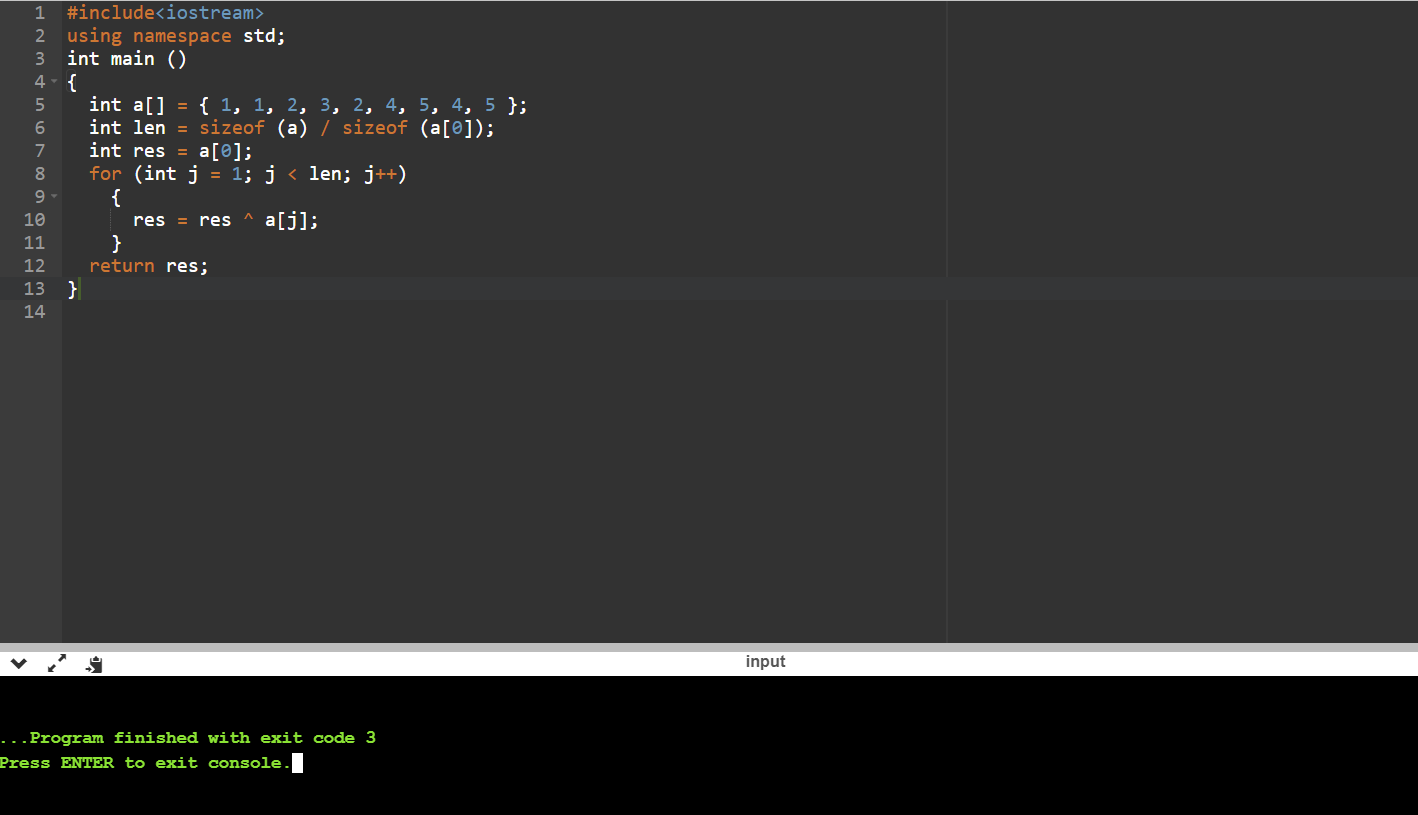 1 #include<iostream>
2 using namespace std;
3 int main ()
4 {
5   int a[] = { 1, 1, 2, 3, 2, 4, 5, 4, 5 };
6   int len = sizeof (a) / sizeof (a[0]);
7   int res = a[0];
8   for (int j = 1; j < len; j++)
9     {
10       res = res ^ a[j];
11     }
12   return res;
13 }
14
input
...Program finished with exit code 3
Press ENTER to exit console.